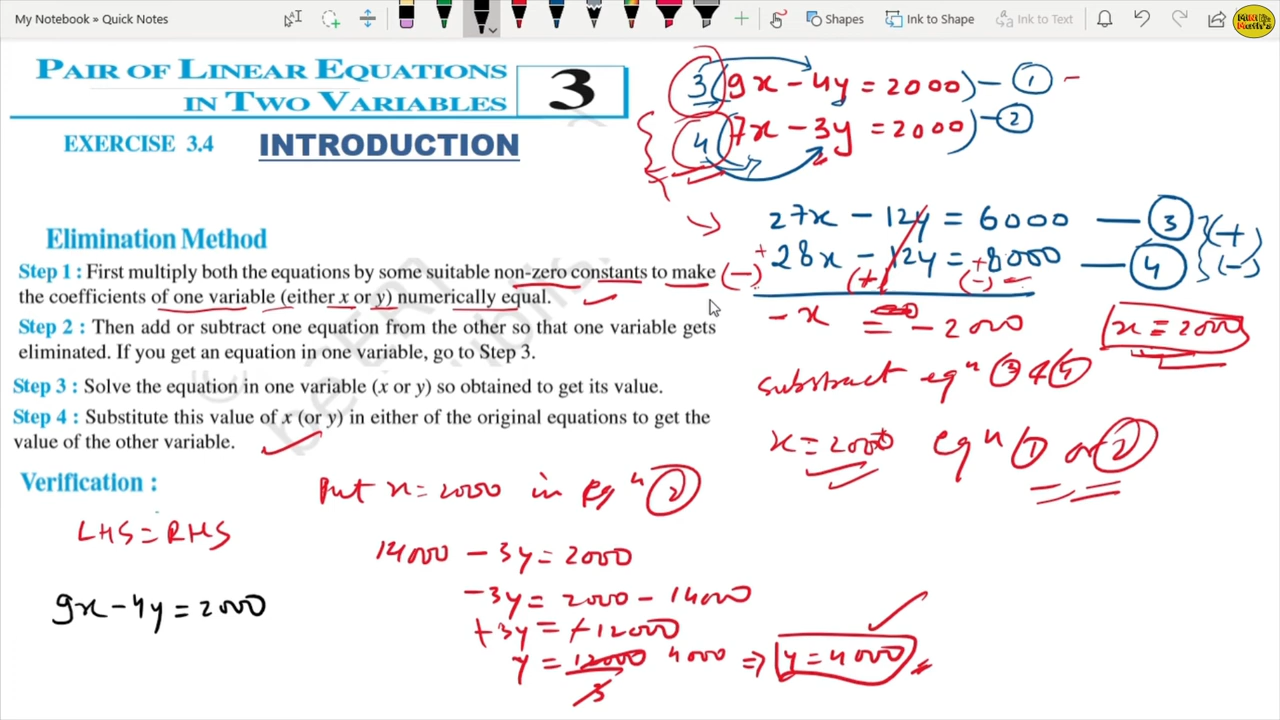 My Notebook » Quick Notes
Shapes
Ink to Shape
Ink to Text
PAIR OF LINEAR EQUATIONS
IN TWO VARIABLES
3
EXERCISE 3.4
INTRODUCTION
Elimination Method
Step 1 : First multiply both the equations by some suitable non-zero constants to make
the coefficients of one variable (either x or y) numerically equal.
Step 2 : Then add or subtract one equation from the other so that one variable gets
eliminated. If you get an equation in one variable, go to Step 3.
Step 3 : Solve the equation in one variable (x or y) so obtained to get its value.
Step 4 : Substitute this value of x (or y) in either of the original equations to get the
value of the other variable.
Verification :
LHS = RHS
9x - 4y = 2000
3(9x - 4y = 2000) - 1
4(7x - 3y = 2000) - 2
27x - 12y = 6000 — 3 (+)
(-) + 28x - 12y = +8000 — 4 (-)
(+) (-)
-x = -2000
x = 2000
substract eqn 3 & 4
x = 2000 eqn 1 or 2
Put x = 2000 in eqn 2
14000 - 3y = 2000
-3y = 2000 - 14000
+3y = +12000
y = 12000 4000 ⇒ y = 4000
3